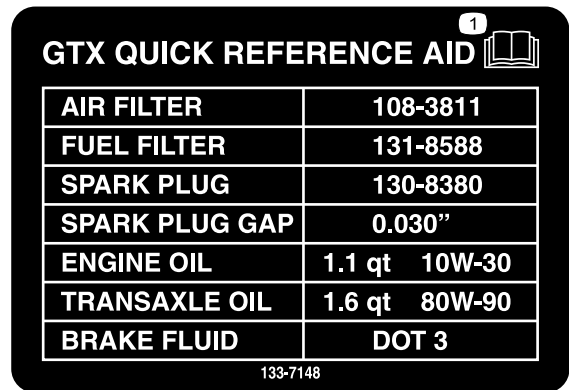 1
GTX QUICK REFERENCE AID
AIR FILTER 108-3811
FUEL FILTER 131-8588
SPARK PLUG 130-8380
SPARK PLUG GAP 0.030”
ENGINE OIL 1.1 qt 10W-30
TRANSAXLE OIL 1.6 qt 80W-90
BRAKE FLUID DOT 3
133-7148